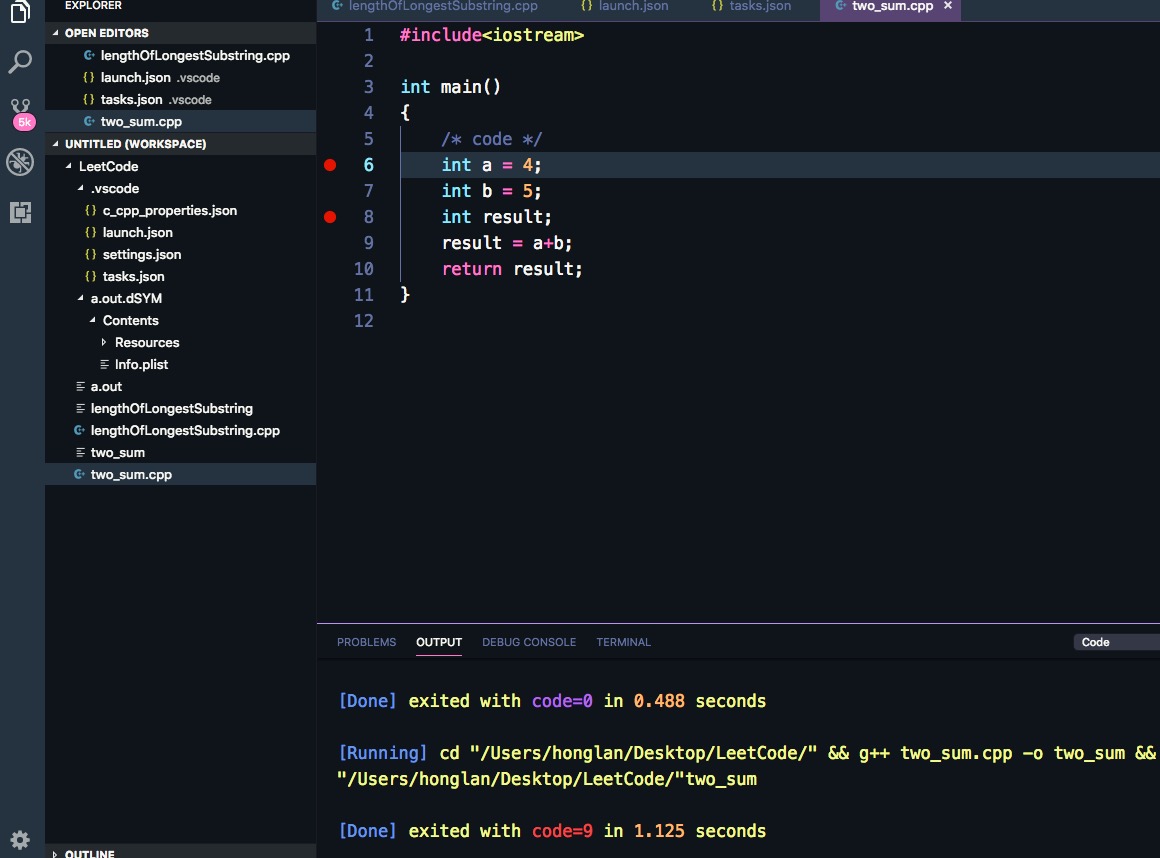 EXPLORER
OPEN EDITORS
lengthOfLongestSubstring.cpp
{} launch.json .vscode
{} tasks.json .vscode
two_sum.cpp
5k
UNTITLED (WORKSPACE)
LeetCode
.vscode
{} c_cpp_properties.json
{} launch.json
{} settings.json
{} tasks.json
a.out.dSYM
Contents
Resources
Info.plist
a.out
lengthOfLongestSubstring
lengthOfLongestSubstring.cpp
two_sum
two_sum.cpp
OUTLINE
lengthOfLongestSubstring.cpp {} launch.json {} tasks.json two_sum.cpp ×
1 #include<iostream>
2
3 int main()
4 {
5 /* code */
6 int a = 4;
7 int b = 5;
8 int result;
9 result = a+b;
10 return result;
11 }
12
PROBLEMS OUTPUT DEBUG CONSOLE TERMINAL Code
[Done] exited with code=0 in 0.488 seconds
[Running] cd "/Users/honglan/Desktop/LeetCode/" && g++ two_sum.cpp -o two_sum &&
"/Users/honglan/Desktop/LeetCode/"two_sum
[Done] exited with code=9 in 1.125 seconds